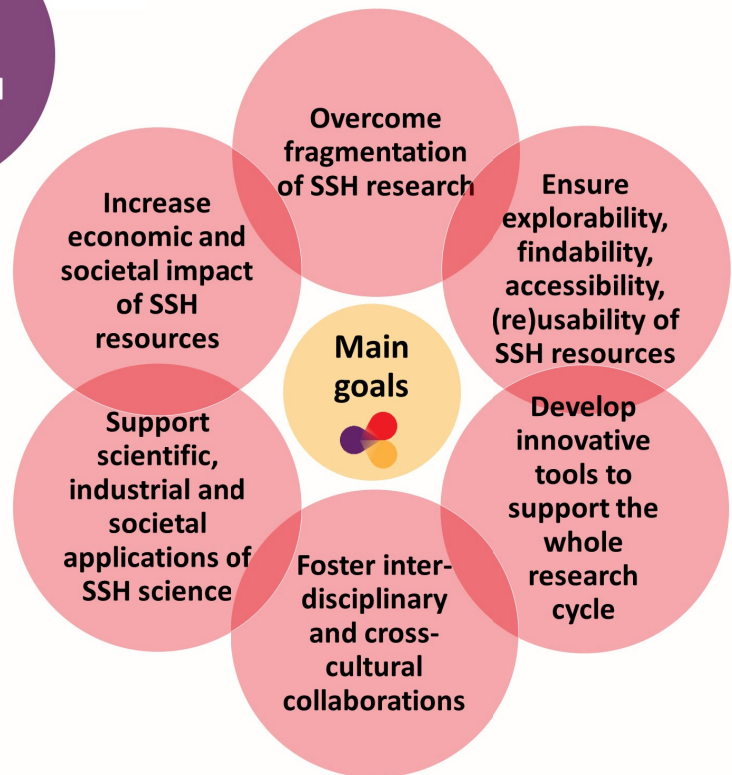 Overcome
fragmentation
of SSH research
Ensure
explorability,
findability,
accessibility,
(re)usability of
SSH resources
Develop
innovative
tools to
support the
whole
research
cycle
Foster inter-
disciplinary
and cross-
cultural
collaborations
Support
scientific,
industrial and
societal
applications of
SSH science
Increase
economic and
societal impact
of SSH
resources
Main
goals